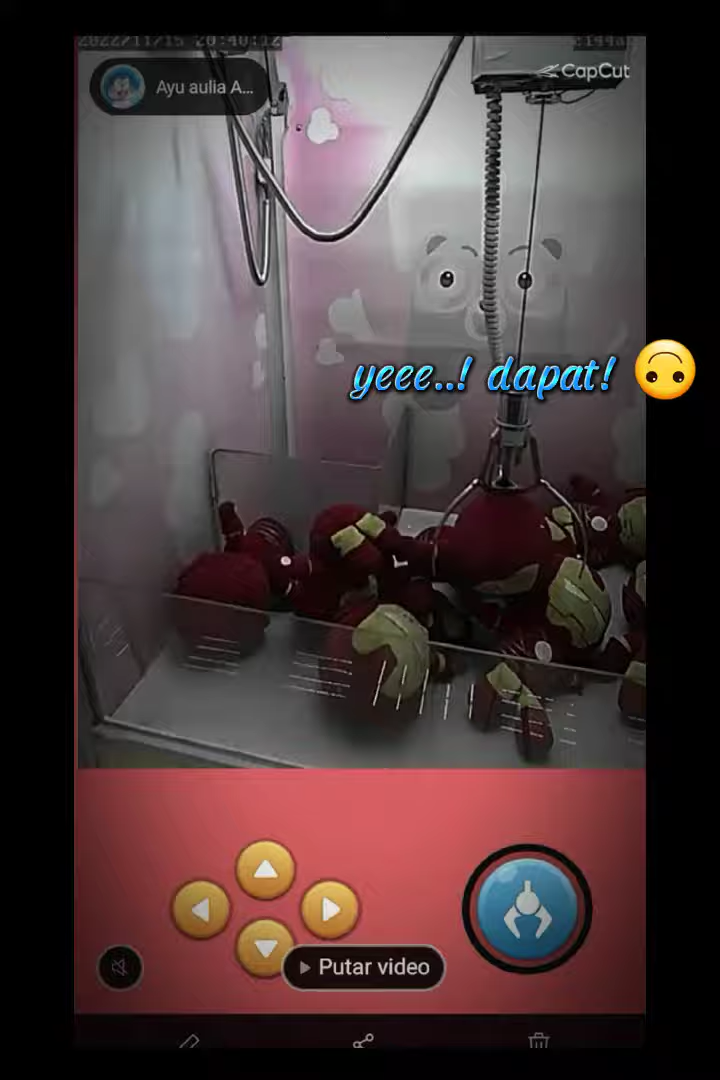 2022/11/15 20:40:12
CapCut
Ayu aulia A...
yeee..! dapat!
Putar video